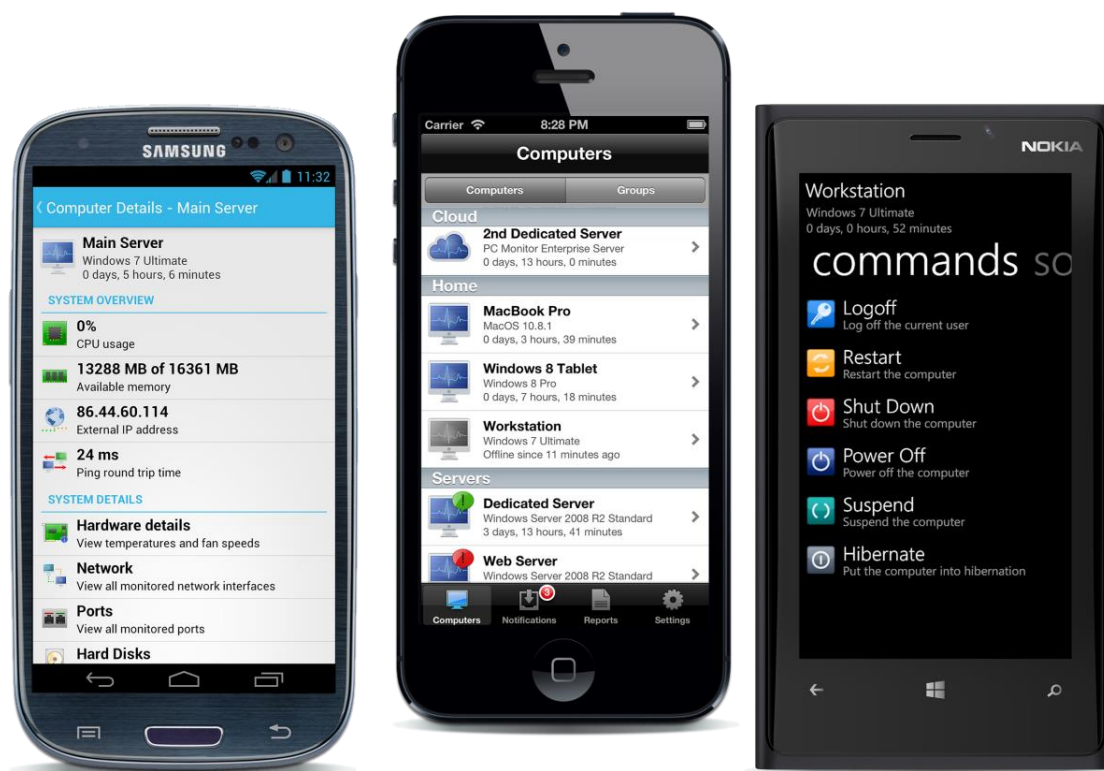 SAMSUNG
11:32
Computer Details - Main Server
Main Server
Windows 7 Ultimate
0 days, 5 hours, 6 minutes
SYSTEM OVERVIEW
0%
CPU usage
13288 MB of 16361 MB
Available memory
86.44.60.114
External IP address
24 ms
Ping round trip time
SYSTEM DETAILS
Hardware details
View temperatures and fan speeds
Network
View all monitored network interfaces
Ports
View all monitored ports
Hard Disks
Carrier 8:28 PM
Computers
Computers Groups
Cloud
2nd Dedicated Server
PC Monitor Enterprise Server
0 days, 13 hours, 0 minutes
Home
MacBook Pro
MacOS 10.8.1
0 days, 3 hours, 39 minutes
Windows 8 Tablet
Windows 8 Pro
0 days, 7 hours, 18 minutes
Workstation
Windows 7 Ultimate
Offline since 11 minutes ago
Servers
Dedicated Server
Windows Server 2008 R2 Standard
3 days, 13 hours, 41 minutes
Web Server
Windows Server 2008 R2 Standard
3
Computers Notifications Reports Settings
NOKIA
Workstation
Windows 7 Ultimate
0 days, 0 hours, 52 minutes
commands so
Logoff
Log off the current user
Restart
Restart the computer
Shut Down
Shut down the computer
Power Off
Power off the computer
Suspend
Suspend the computer
Hibernate
Put the computer into hibernation